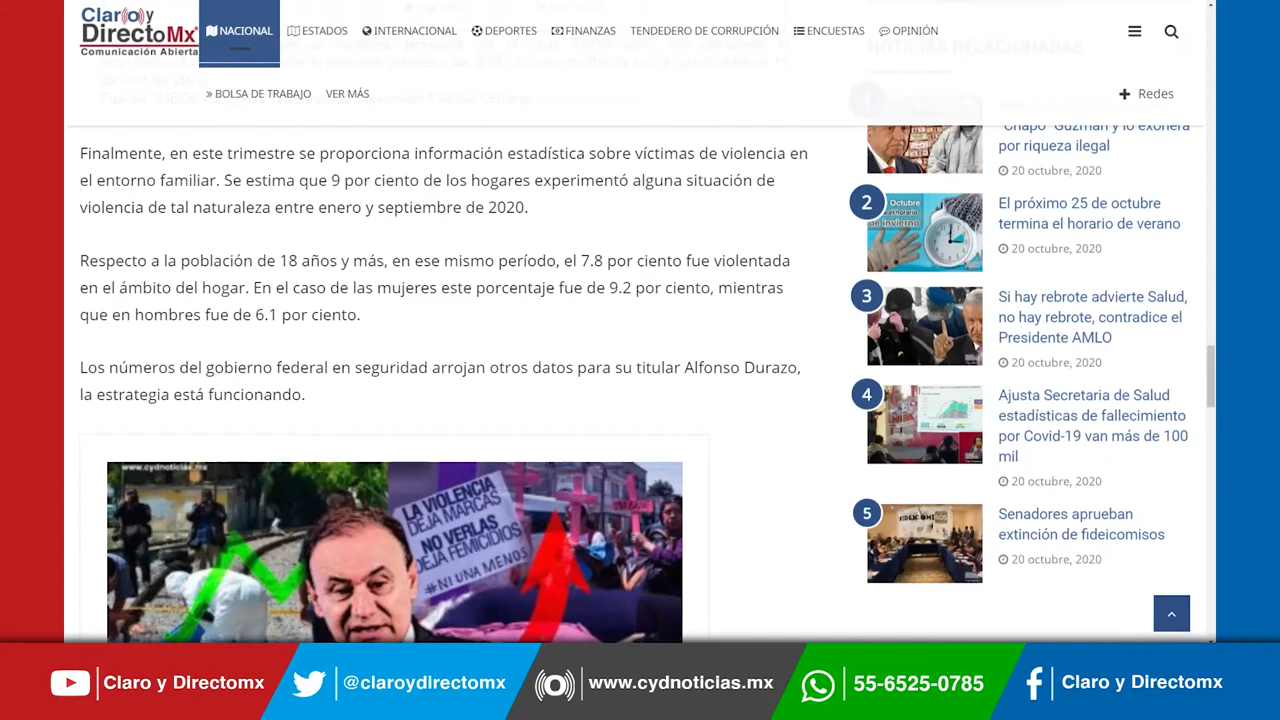 Claro y
DirectoMx
Comunicación Abierta
NACIONAL
ESTADOS
INTERNACIONAL
DEPORTES
FINANZAS
TENDEDERO DE CORRUPCIÓN
ENCUESTAS
OPINIÓN
» BOLSA DE TRABAJO
VER MÁS
Redes
Finalmente, en este trimestre se proporciona información estadística sobre víctimas de violencia en
el entorno familiar. Se estima que 9 por ciento de los hogares experimentó alguna situación de
violencia de tal naturaleza entre enero y septiembre de 2020.
Respecto a la población de 18 años y más, en ese mismo período, el 7.8 por ciento fue violentada
en el ámbito del hogar. En el caso de las mujeres este porcentaje fue de 9.2 por ciento, mientras
que en hombres fue de 6.1 por ciento.
Los números del gobierno federal en seguridad arrojan otros datos para su titular Alfonso Durazo,
la estrategia está funcionando.
www.cydnoticias.mx
LA VIOLENCIA
DEJA MARCAS
NO VERLAS
DEJA FEMICIDIOS
#NI UNA MENOS
NOTICIAS RELACIONADAS
1
"Chapo" Guzmán y lo exonera
por riqueza ilegal
20 octubre, 2020
2
El próximo 25 de octubre
termina el horario de verano
20 octubre, 2020
3
Si hay rebrote advierte Salud,
no hay rebrote, contradice el
Presidente AMLO
20 octubre, 2020
4
Ajusta Secretaria de Salud
estadísticas de fallecimiento
por Covid-19 van más de 100
mil
20 octubre, 2020
5
Senadores aprueban
extinción de fideicomisos
20 octubre, 2020
Claro y Directomx
@claroydirectomx
www.cydnoticias.mx
55-6525-0785
Claro y Directomx